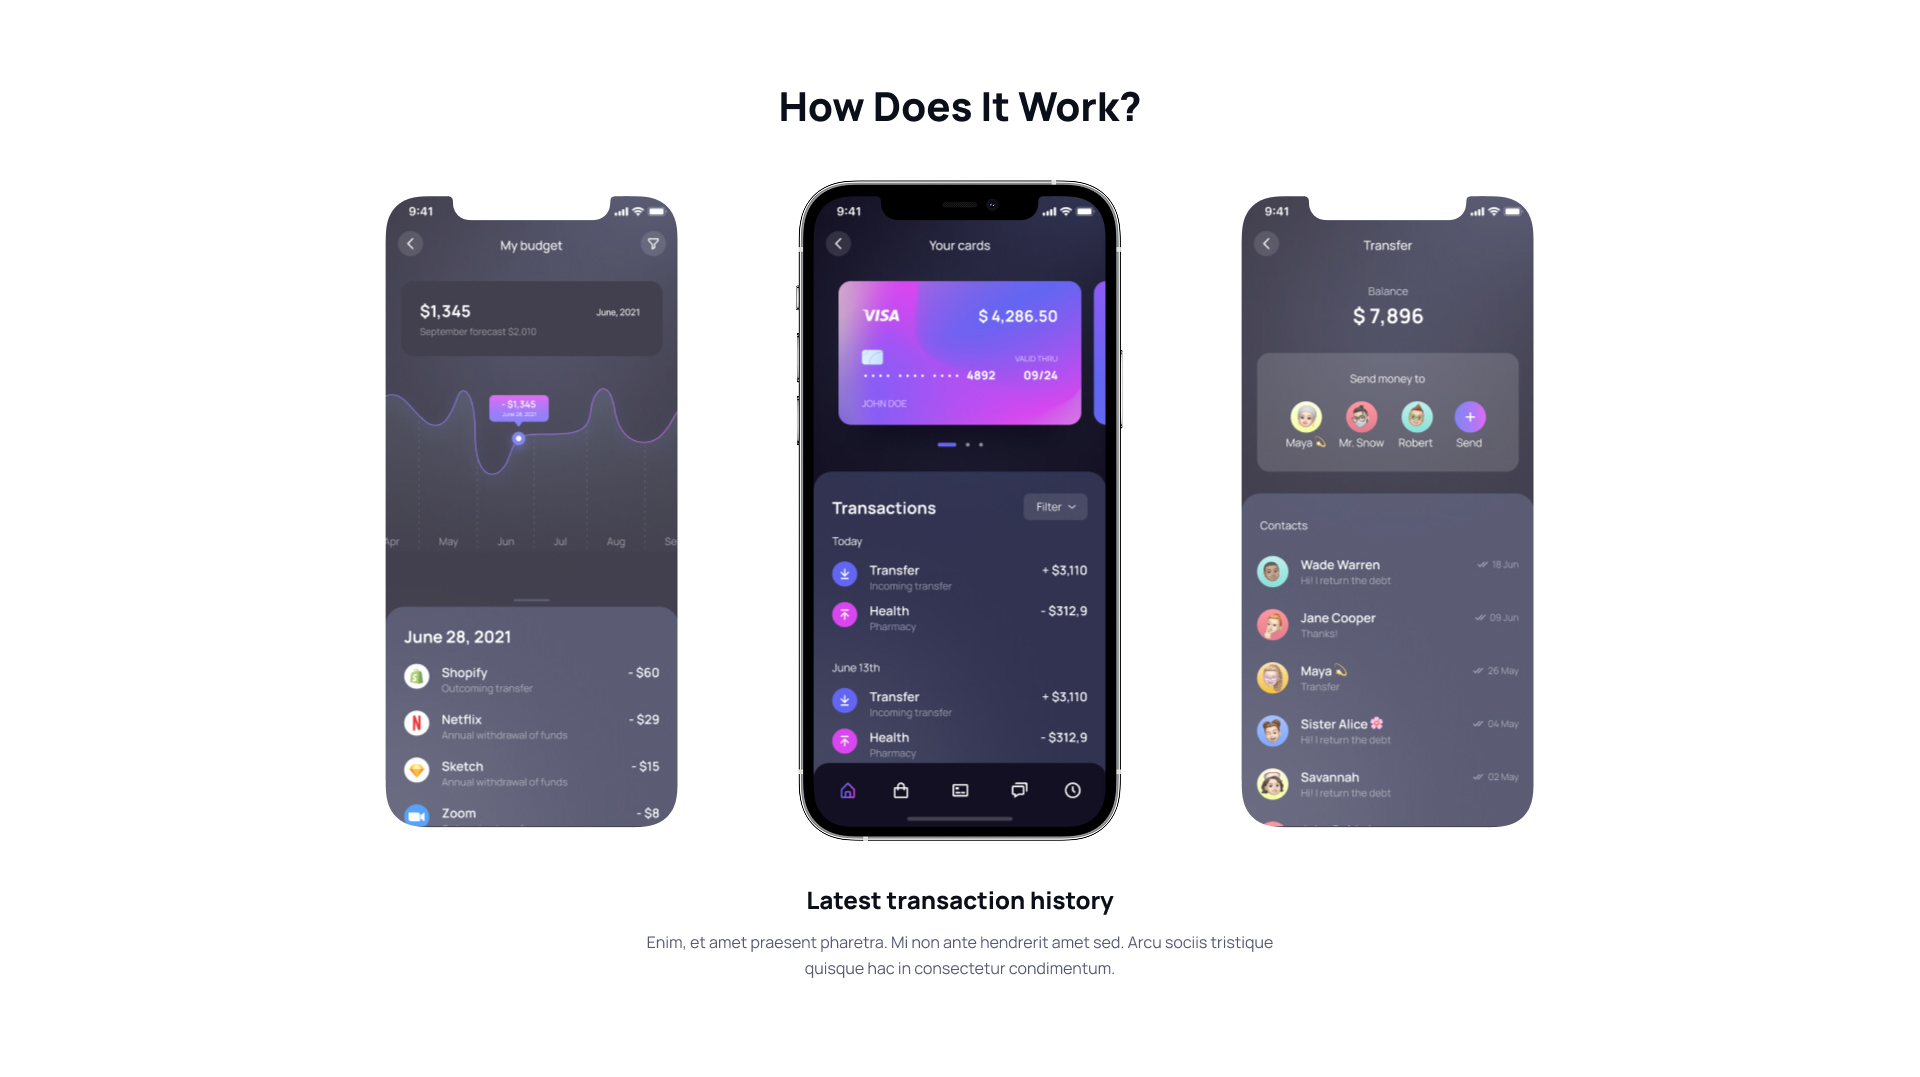 How Does It Work?
9:41
My budget
$1,345
June, 2021
September forecast $2,010
- $1,345
June 28, 2021
Apr May Jun Jul Aug Se
June 28, 2021
Shopify - $60
Outcoming transfer
Netflix - $29
Annual withdrawal of funds
Sketch - $15
Annual withdrawal of funds
Zoom - $8
9:41
Your cards
VISA $ 4,286.50
VALID THRU
•••• •••• •••• 4892 09/24
JOHN DOE
Transactions Filter
Today
Transfer + $3,110
Incoming transfer
Health - $312,9
Pharmacy
June 13th
Transfer + $3,110
Incoming transfer
Health - $312,9
Pharmacy
9:41
Transfer
Balance
$ 7,896
Send money to
Maya Mr. Snow Robert Send
Contacts
Wade Warren 18 Jun
Hi! I return the debt
Jane Cooper 09 Jun
Thanks!
Maya 26 May
Transfer
Sister Alice 04 May
Hi! I return the debt
Savannah 02 May
Hi! I return the debt
Latest transaction history
Enim, et amet praesent pharetra. Mi non ante hendrerit amet sed. Arcu sociis tristique
quisque hac in consectetur condimentum.